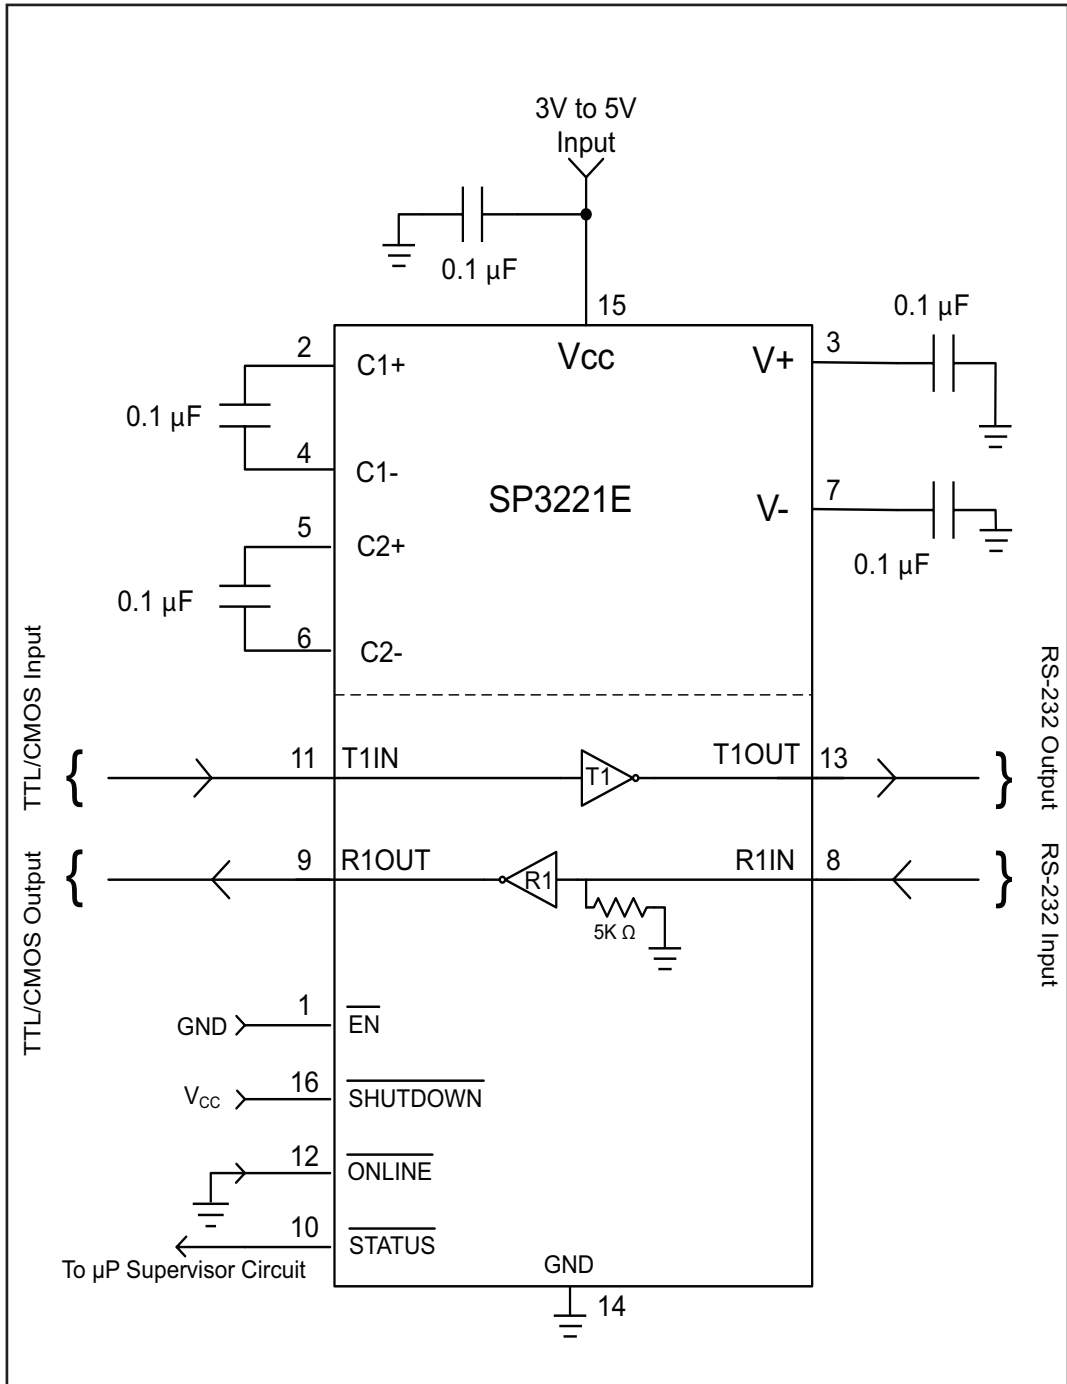 3V to 5V
Input
0.1 µF
15
0.1 µF
2
C1+
Vcc
V+
3
0.1 µF
4
C1-
SP3221E
V-
7
5
C2+
0.1 µF
0.1 µF
6
C2-
TTL/CMOS Input
RS-232 Output
{
11
T1IN
T1
T1OUT
13
}
TTL/CMOS Output
RS-232 Input
{
9
R1OUT
R1
R1IN
8
}
5K Ω
GND
1
EN
VCC
16
SHUTDOWN
12
ONLINE
10
STATUS
To µP Supervisor Circuit
GND
14